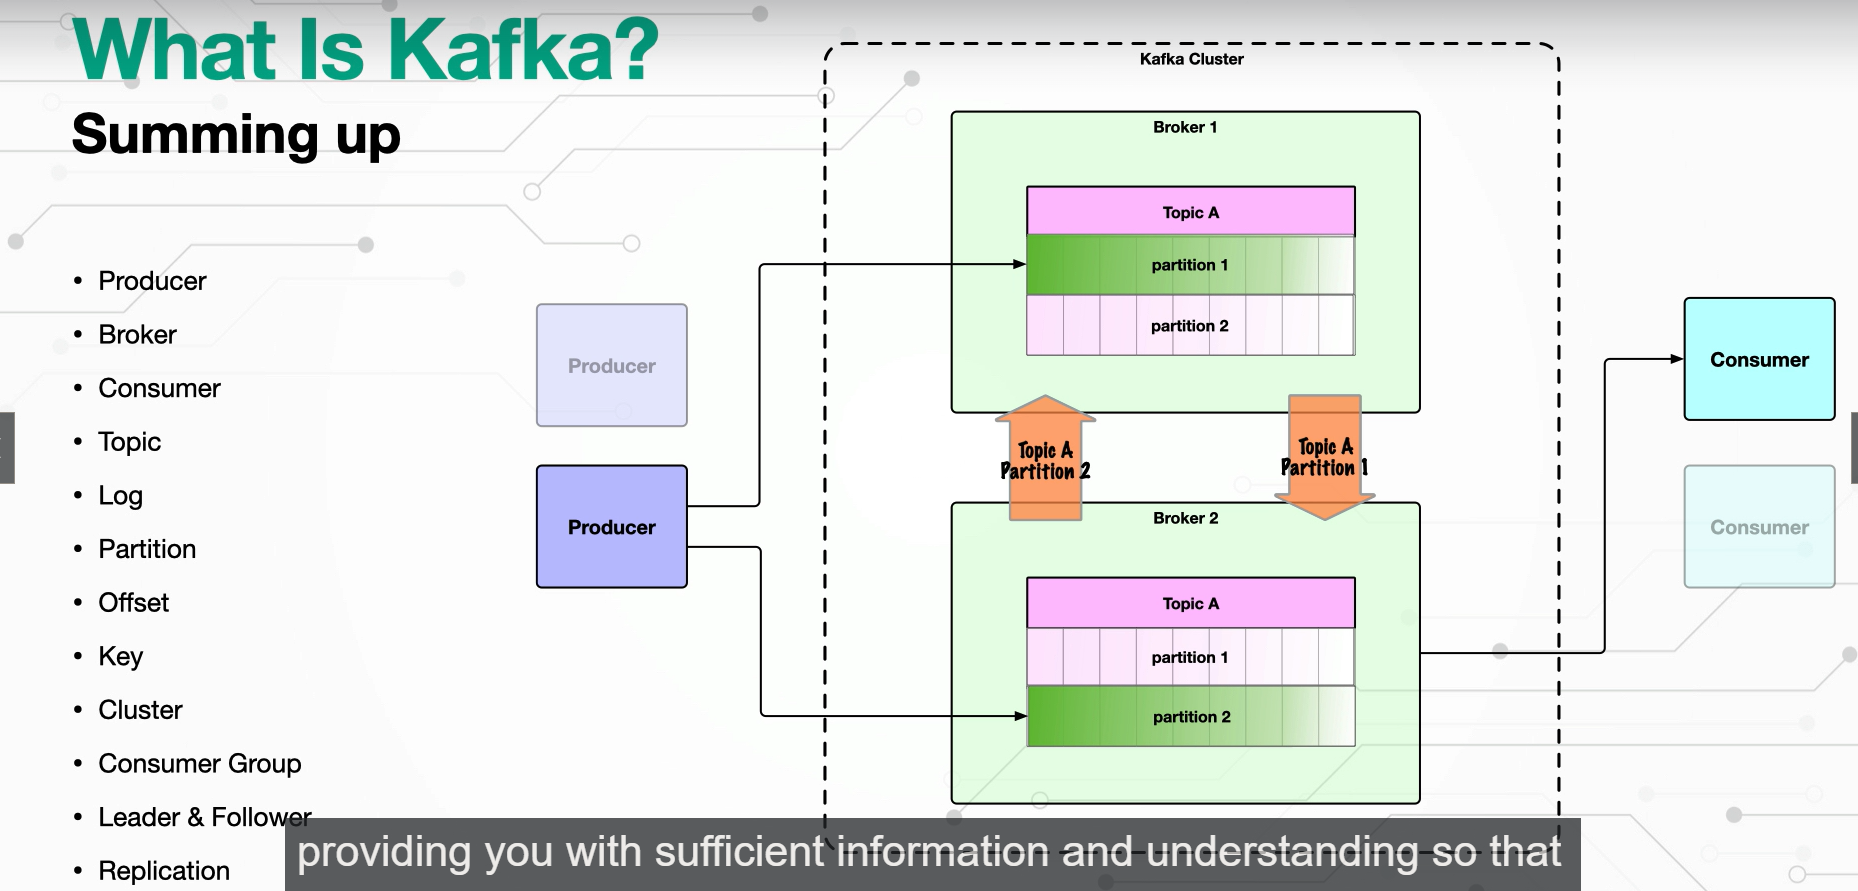 What Is Kafka?
Summing up
• Producer
• Broker
• Consumer
• Topic
• Log
• Partition
• Offset
• Key
• Cluster
• Consumer Group
• Leader & Follower
• Replication
Producer
Producer
Kafka Cluster
Broker 1
Topic A
partition 1
partition 2
Topic A
Partition 2
Topic A
Partition 1
Broker 2
Topic A
partition 1
partition 2
Consumer
Consumer
providing you with sufficient information and understanding so that